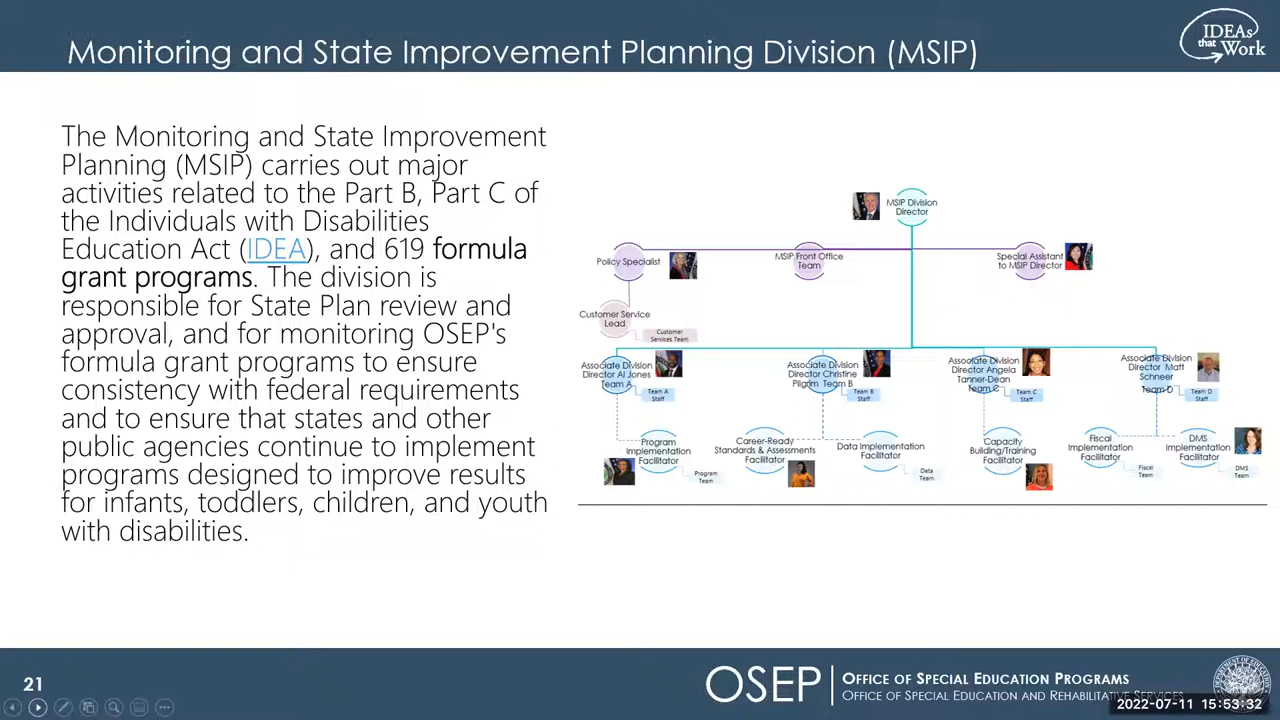 Monitoring and State Improvement Planning Division (MSIP)
IDEAs
that
Work
The Monitoring and State Improvement
Planning (MSIP) carries out major
activities related to the Part B, Part C of
the Individuals with Disabilities
Education Act (IDEA), and 619 formula
grant programs. The division is
responsible for State Plan review and
approval, and for monitoring OSEP's
formula grant programs to ensure
consistency with federal requirements
and to ensure that states and other
public agencies continue to implement
programs designed to improve results
for infants, toddlers, children, and youth
with disabilities.
MSIP Division
Director
Policy Specialist
MSIP Front Office
Team
Special Assistant
to MSIP Director
Customer Service
Lead
Customer
Services Team
Associate Division
Director Al Jones
Team A
Team A
Staff
Associate Division
Director Christine
Pilgrim Team B
Team B
Staff
Associate Division
Director Angela
Tanner-Dean
Team C
Team C
Staff
Associate Division
Director Matt
Schneer
Team D
Team D
Staff
Program
Implementation
Facilitator
Program
Team
Career-Ready
Standards & Assessments
Facilitator
Data Implementation
Facilitator
Data
Team
Capacity
Building/Training
Facilitator
Fiscal
Implementation
Facilitator
Fiscal
Team
DMS
Implementation
Facilitator
DMS
Team
21
OSEP
OFFICE OF SPECIAL EDUCATION PROGRAMS
OFFICE OF SPECIAL EDUCATION AND REHABILITATIVE SERVICES
2022-07-11 15:53:32